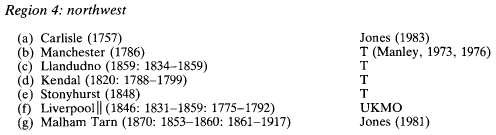 Region 4: northwest
(a) Carlisle (1757) Jones (1983)
(b) Manchester (1786) T (Manley, 1973, 1976)
(c) Llandudno (1859: 1834–1859) T
(d) Kendal (1820: 1788–1799) T
(e) Stonyhurst (1848) T
(f) Liverpool|| (1846: 1831–1859: 1775–1792) UKMO
(g) Malham Tarn (1870: 1853–1860: 1861–1917) Jones (1981)